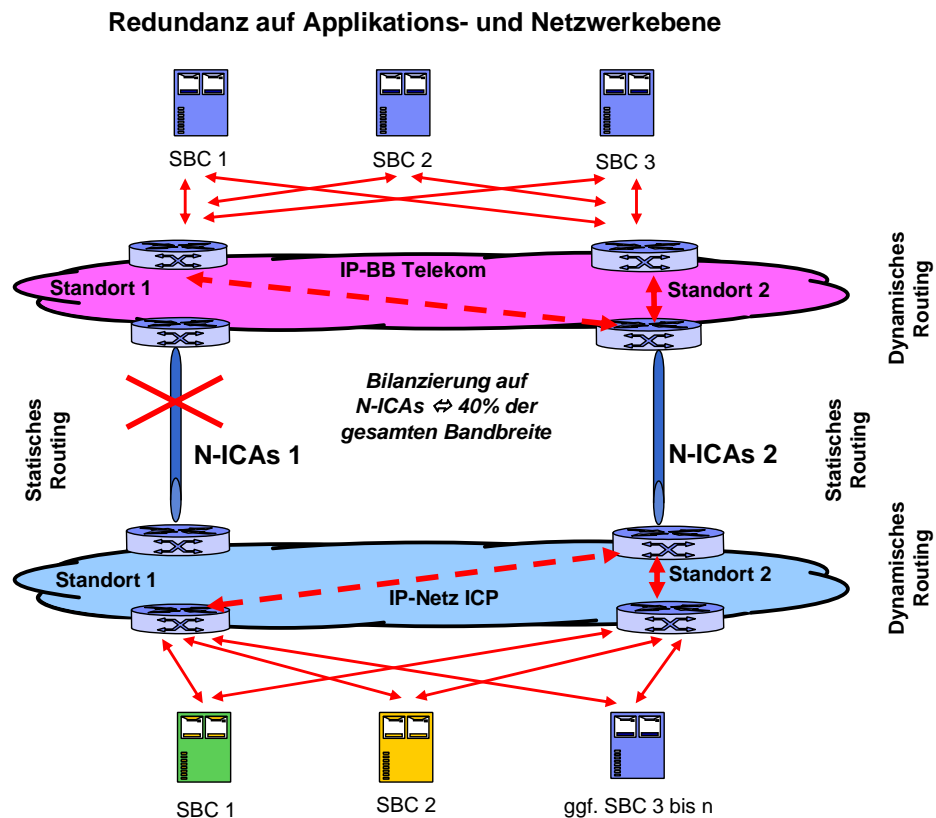 Redundanz auf Applikations- und Netzwerkebene
SBC 1
SBC 2
SBC 3
IP-BB Telekom
Standort 1
Standort 2
Dynamisches
Routing
Bilanzierung auf
N-ICAs ⇔ 40% der
gesamten Bandbreite
Statisches
Routing
N-ICAs 1
N-ICAs 2
Statisches
Routing
Standort 1
Standort 2
IP-Netz ICP
Dynamisches
Routing
SBC 1
SBC 2
ggf. SBC 3 bis n